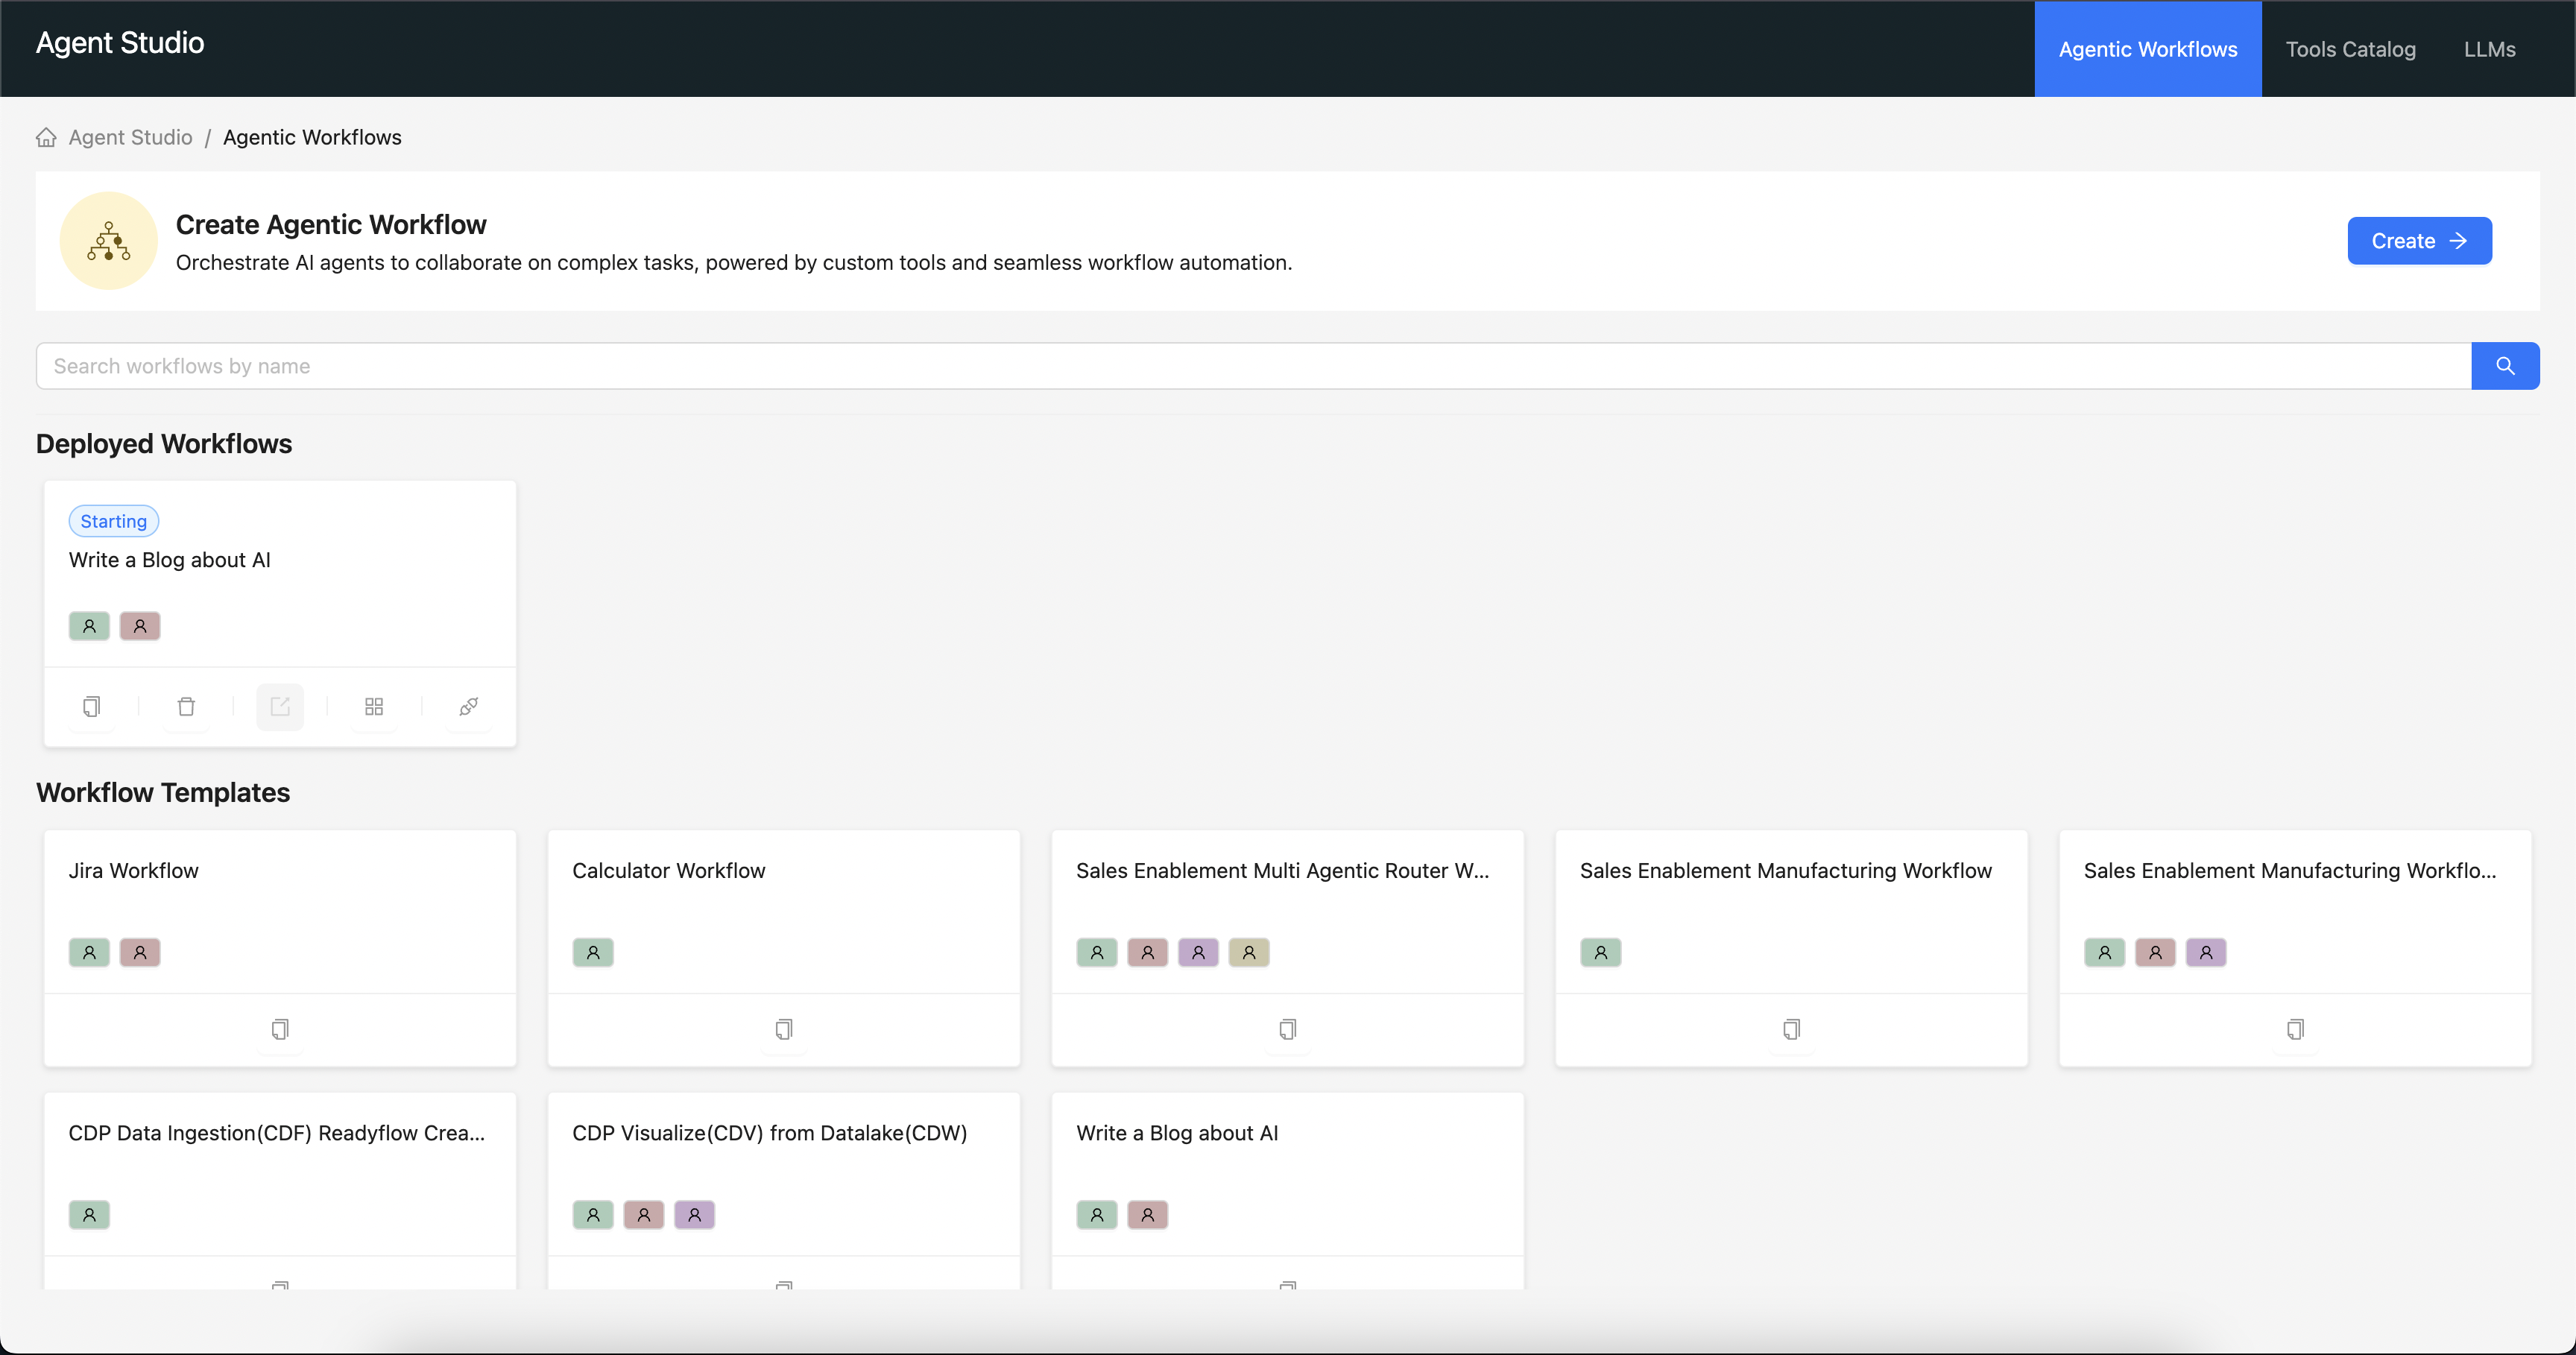 Agent Studio
Agentic Workflows
Tools Catalog
LLMs
Agent Studio / Agentic Workflows
Create Agentic Workflow
Orchestrate AI agents to collaborate on complex tasks, powered by custom tools and seamless workflow automation.
Create
Search workflows by name
Deployed Workflows
Starting
Write a Blog about AI
Workflow Templates
Jira Workflow
Calculator Workflow
Sales Enablement Multi Agentic Router W...
Sales Enablement Manufacturing Workflow
Sales Enablement Manufacturing Workflo...
CDP Data Ingestion(CDF) Readyflow Crea...
CDP Visualize(CDV) from Datalake(CDW)
Write a Blog about AI